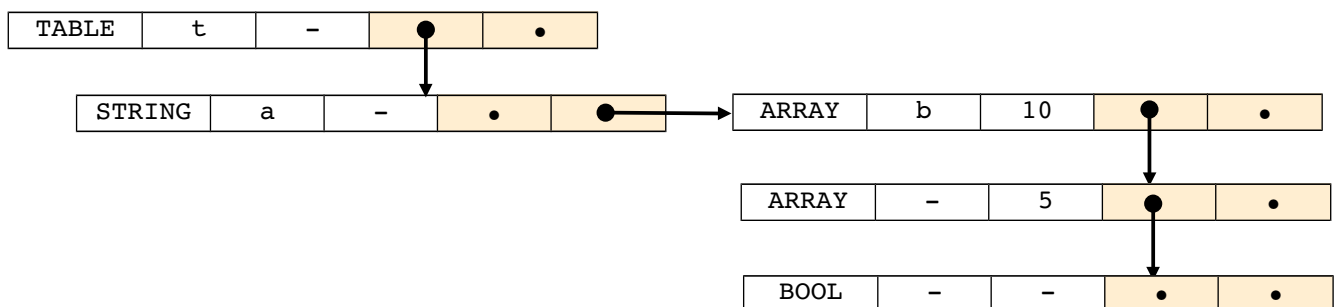 TABLE t -
STRING a - ARRAY b 10
ARRAY - 5
BOOL - -